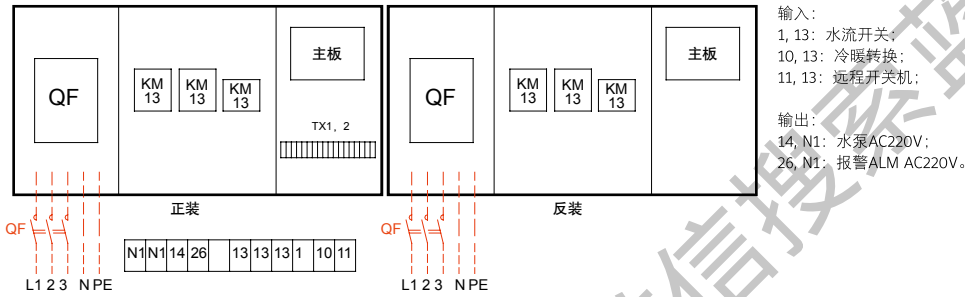 QF
KM
13
KM
13
KM
13
主板
TX1，2
正装
QF
L1 2 3 N PE
N1 N1 14 26 13 13 13 1 10 11
QF
KM
13
KM
13
KM
13
主板
反装
QF
L1 2 3 N PE
输入：
1, 13：水流开关；
10, 13：冷暖转换；
11, 13：远程开关机；
输出：
14, N1：水泵AC220V；
26, N1：报警ALM AC220V。
信搜索蓝